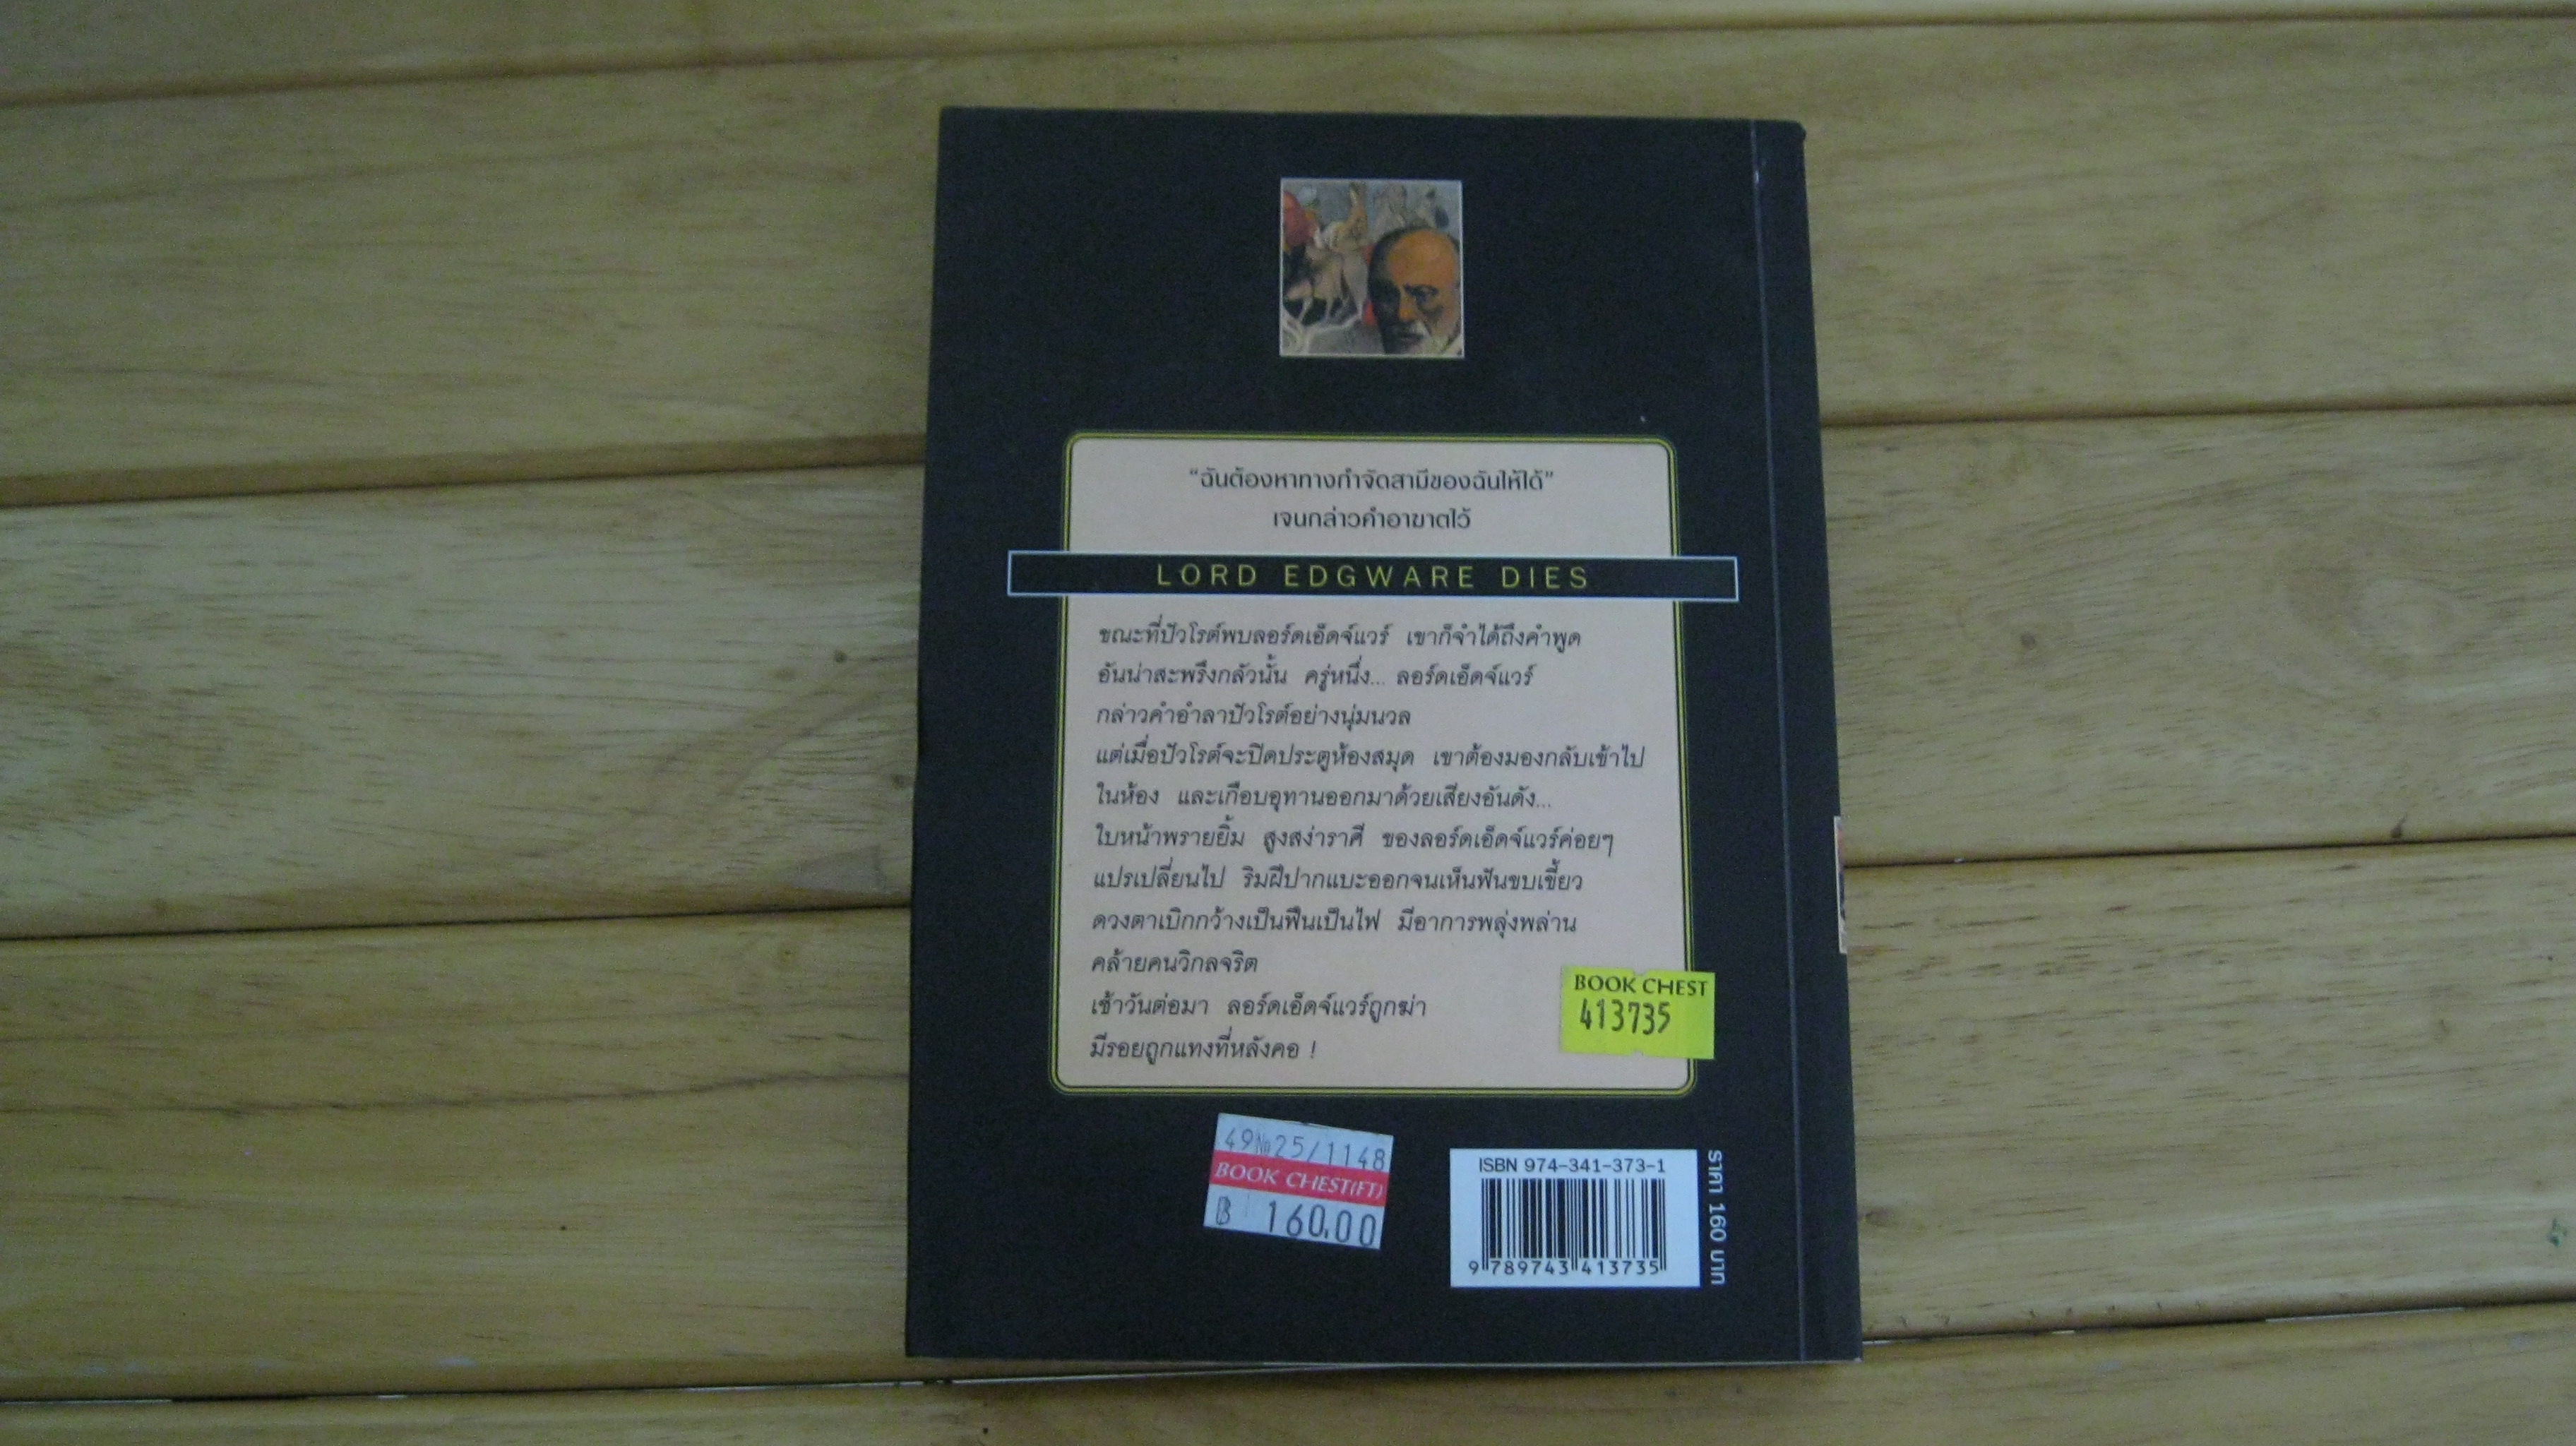 “ฉันต้องหาทางกำจัดสามีของฉันให้ได้”
เจนกล่าวคำอาฆาตไว้
LORD EDGWARE DIES
ขณะที่ปัวโรต์พบลอร์ดเอ็ดจ์แวร์ เขาก็จำได้ถึงคำพูด
อันน่าสะพรึงกลัวนั้น ครู่หนึ่ง... ลอร์ดเอ็ดจ์แวร์
กล่าวคำอำลาปัวโรต์อย่างนุ่มนวล
แต่เมื่อปัวโรต์จะปิดประตูห้องสมุด เขาต้องมองกลับเข้าไป
ในห้อง และเกือบอุทานออกมาด้วยเสียงอันดัง...
ใบหน้าพรายยิ้ม สูงสง่าราศี ของลอร์ดเอ็ดจ์แวร์ค่อยๆ
แปรเปลี่ยนไป ริมฝีปากแบะออกจนเห็นฟันขบเขี้ยว
ดวงตาเบิกกว้างเป็นฟืนเป็นไฟ มีอาการพลุ่งพล่าน
คล้ายคนวิกลจริต
เช้าวันต่อมา ลอร์ดเอ็ดจ์แวร์ถูกฆ่า
มีรอยถูกแทงที่หลังคอ !
BOOK CHEST
413735
49№25/1148
BOOK CHEST(FT)
฿ 160.00
ISBN 974-341-373-1
9 789743 413735
ราคา 160 บาท